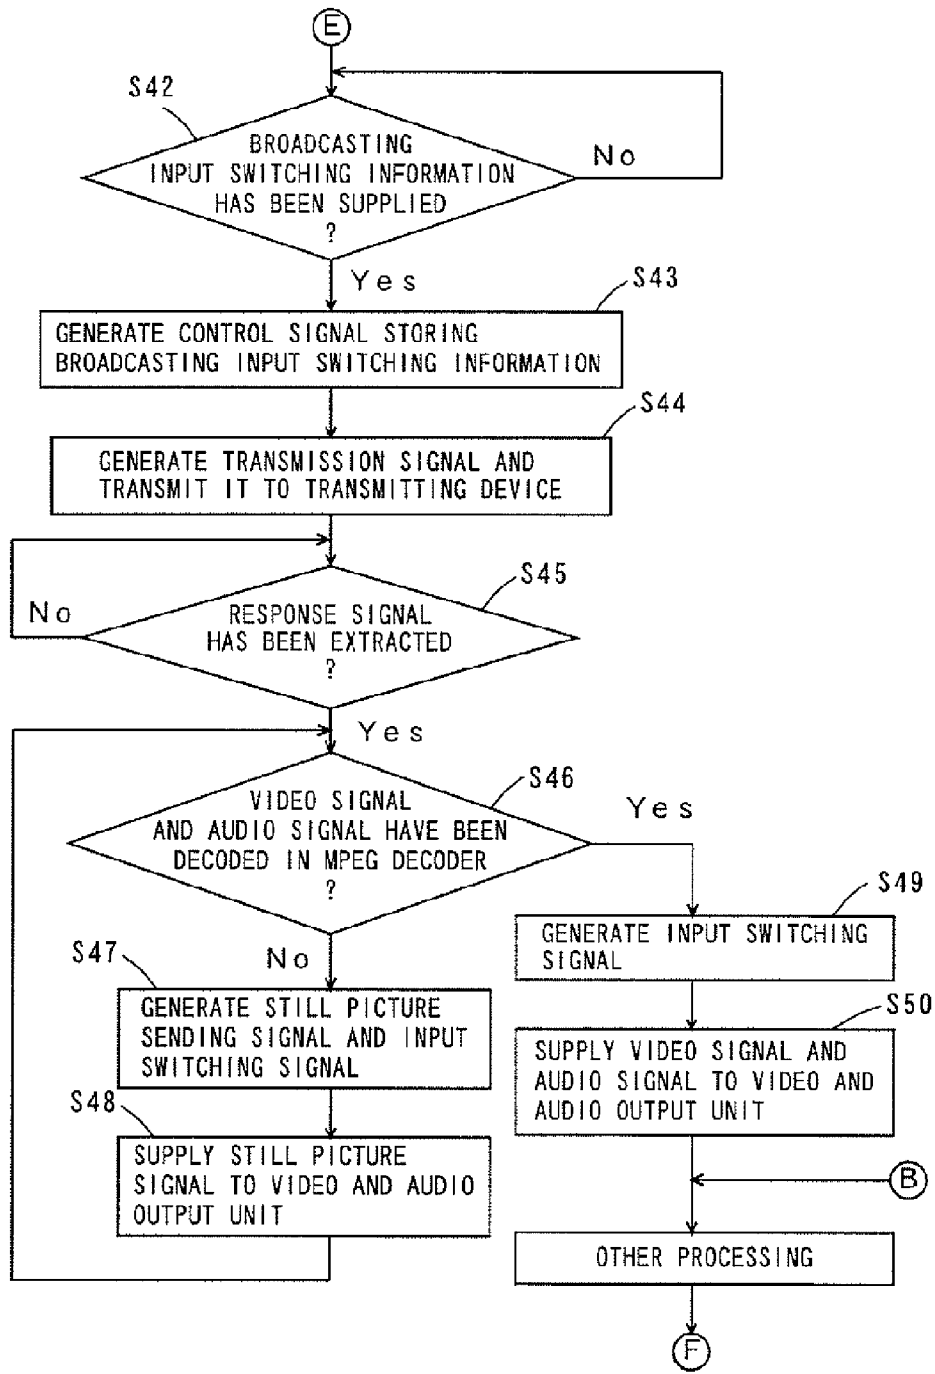 E
S42
BROADCASTING
INPUT SWITCHING INFORMATION
HAS BEEN SUPPLIED
?
No
Yes
S43
GENERATE CONTROL SIGNAL STORING
BROADCASTING INPUT SWITCHING INFORMATION
S44
GENERATE TRANSMISSION SIGNAL AND
TRANSMIT IT TO TRANSMITTING DEVICE
S45
RESPONSE SIGNAL
HAS BEEN EXTRACTED
?
No
Yes
S46
VIDEO SIGNAL
AND AUDIO SIGNAL HAVE BEEN
DECODED IN MPEG DECODER
?
Yes
No
S47
GENERATE STILL PICTURE
SENDING SIGNAL AND INPUT
SWITCHING SIGNAL
S48
SUPPLY STILL PICTURE
SIGNAL TO VIDEO AND AUDIO
OUTPUT UNIT
S49
GENERATE INPUT SWITCHING
SIGNAL
S50
SUPPLY VIDEO SIGNAL AND
AUDIO SIGNAL TO VIDEO AND
AUDIO OUTPUT UNIT
B
OTHER PROCESSING
F